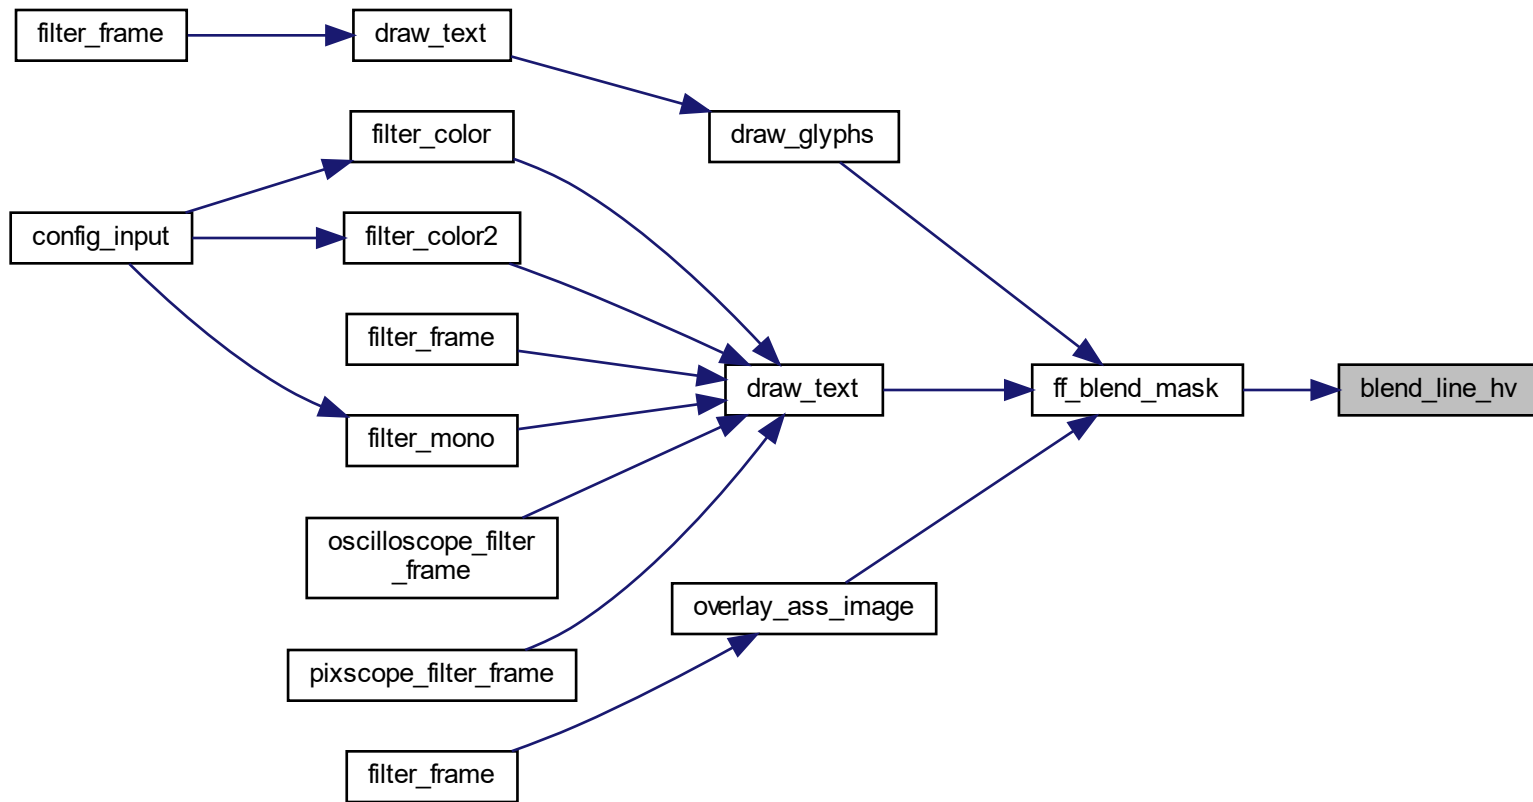 filter_frame
draw_text
filter_color
draw_glyphs
config_input
filter_color2
filter_frame
draw_text
ff_blend_mask
blend_line_hv
filter_mono
oscilloscope_filter
_frame
overlay_ass_image
pixscope_filter_frame
filter_frame